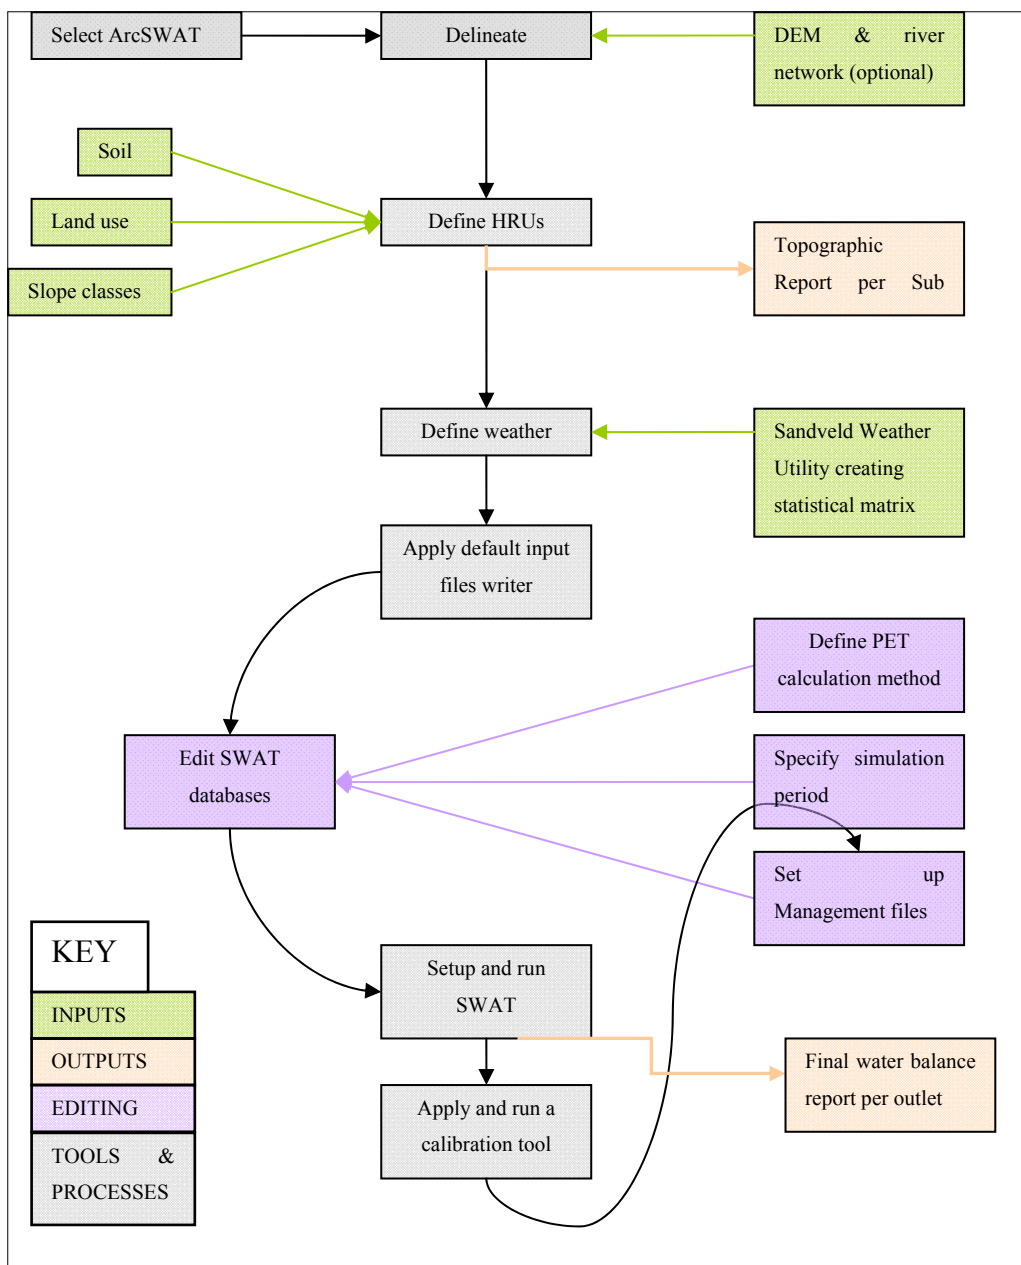 Select ArcSWAT
Delineate
DEM & river
network (optional)
Soil
Land use
Slope classes
Define HRUs
Topographic
Report per Sub
Define weather
Sandveld Weather
Utility creating
statistical matrix
Apply default input
files writer
Define PET
calculation method
Edit SWAT
databases
Specify simulation
period
Set up
Management files
KEY
INPUTS
OUTPUTS
EDITING
TOOLS &
PROCESSES
Setup and run
SWAT
Final water balance
report per outlet
Apply and run a
calibration tool